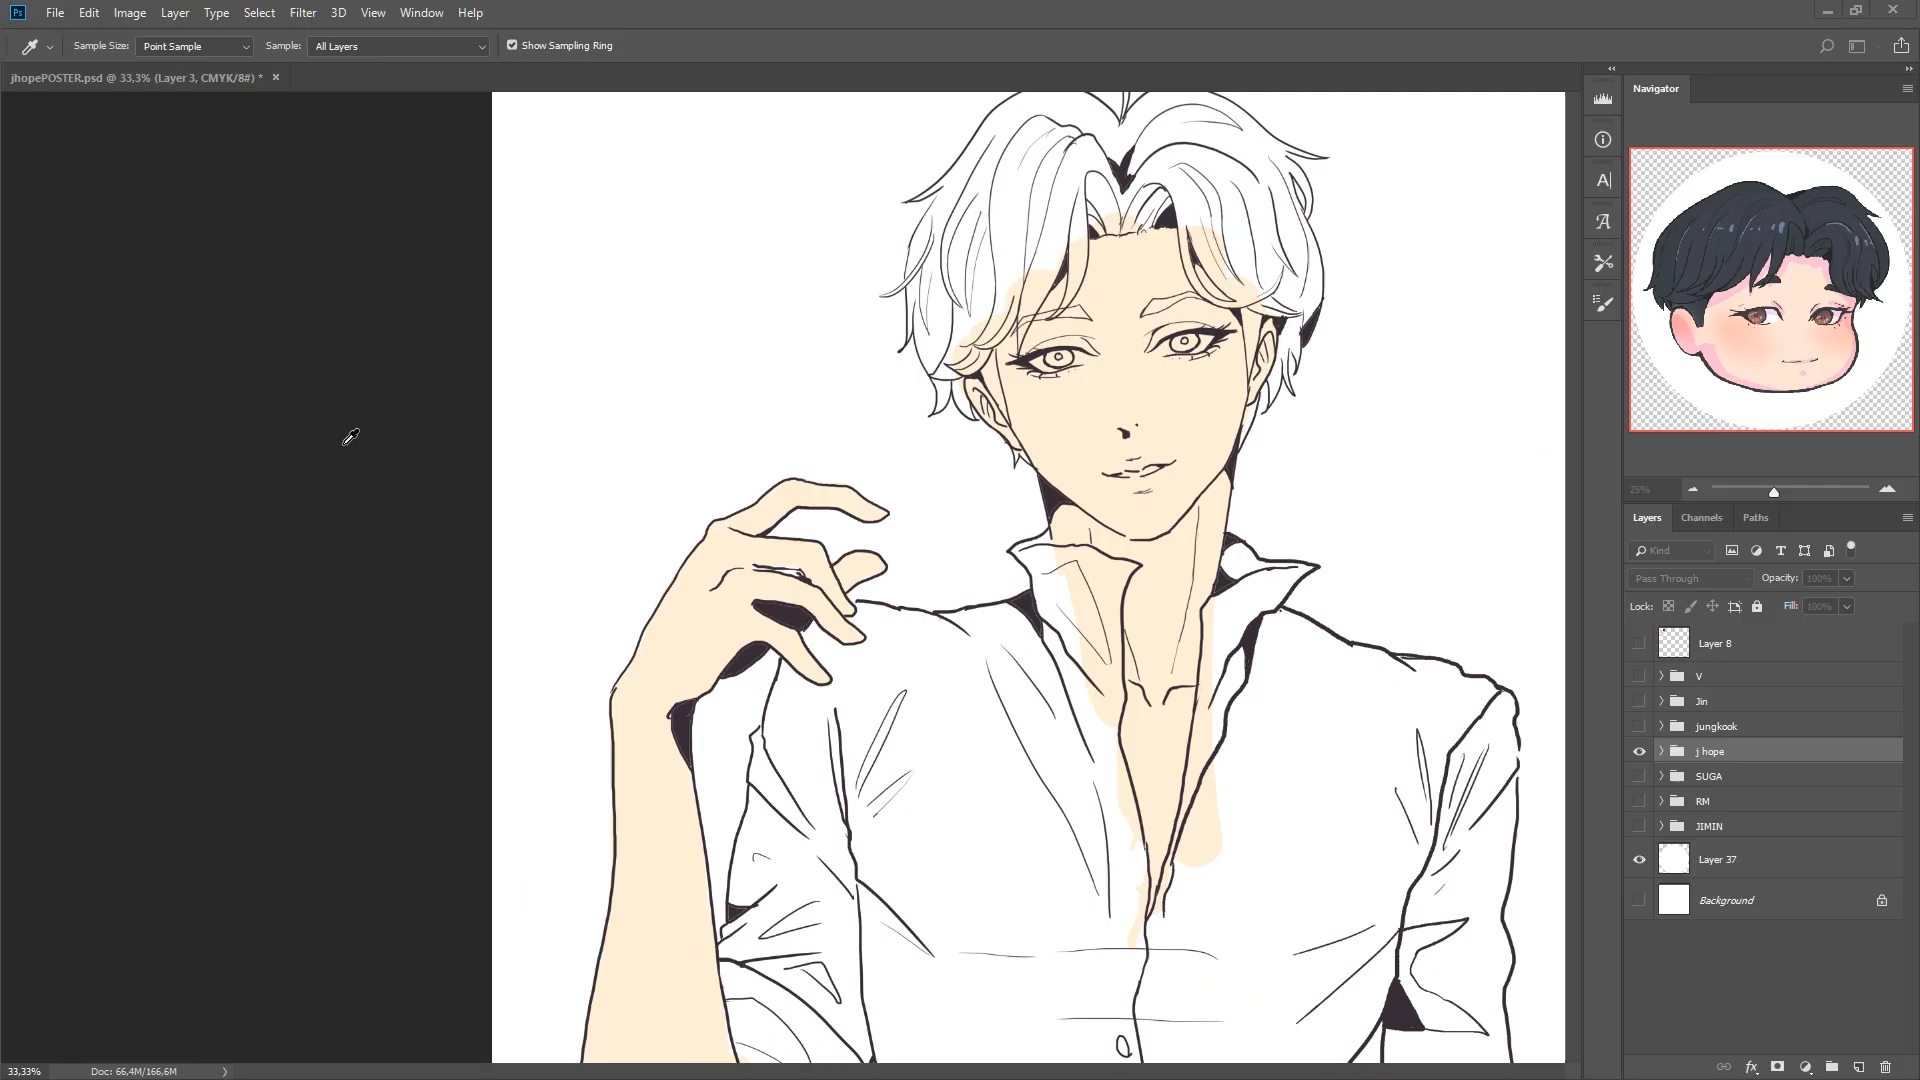 Ps File Edit Image Layer Type Select Filter 3D View Window Help
Sample Size: Point Sample Sample: All Layers Show Sampling Ring
jhopePOSTER.psd @ 33,3% (Layer 3, CMYK/8#) *
Navigator
25%
Layers Channels Paths
Kind
Pass Through Opacity: 100%
Lock: Fill: 100%
Layer 8
V
Jin
jungkook
j hope
SUGA
RM
JIMIN
Layer 37
Background
33,33% Doc: 66,4M/166,6M